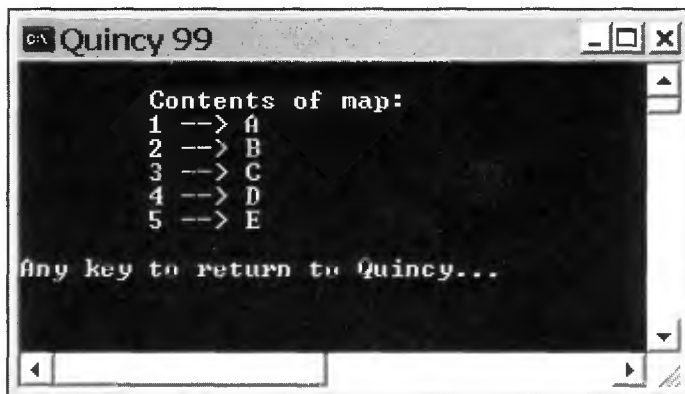 Quincy 99
Contents of map:
1 --> A
2 --> B
3 --> C
4 --> D
5 --> E
Any key to return to Quincy...